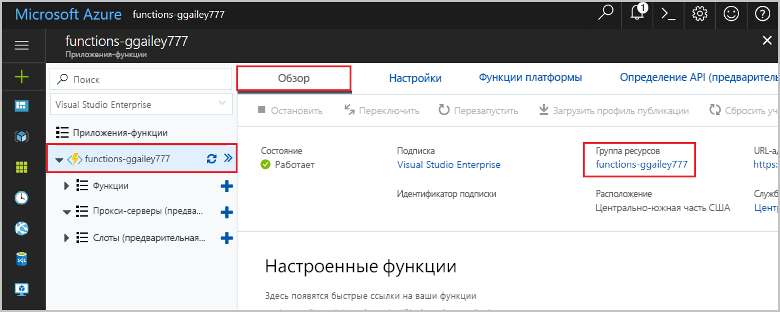 Microsoft Azure functions-ggailey777
1
functions-ggailey777
Приложения-функции
Поиск
Visual Studio Enterprise
Приложения-функции
functions-ggailey777
Функции
Прокси-серверы (предва...
Слоты (предварительная...
Обзор Настройки Функции платформы Определение API (предварител
Остановить Переключить Перезапустить Загрузить профиль публикации Сбросить уч
Состояние Подписка Группа ресурсов URL-ад
Работает Visual Studio Enterprise functions-ggailey777 https:
Идентификатор подписки Расположение Служб
Центрально-южная часть США Цент
Настроенные функции
Здесь появятся быстрые ссылки на ваши функции